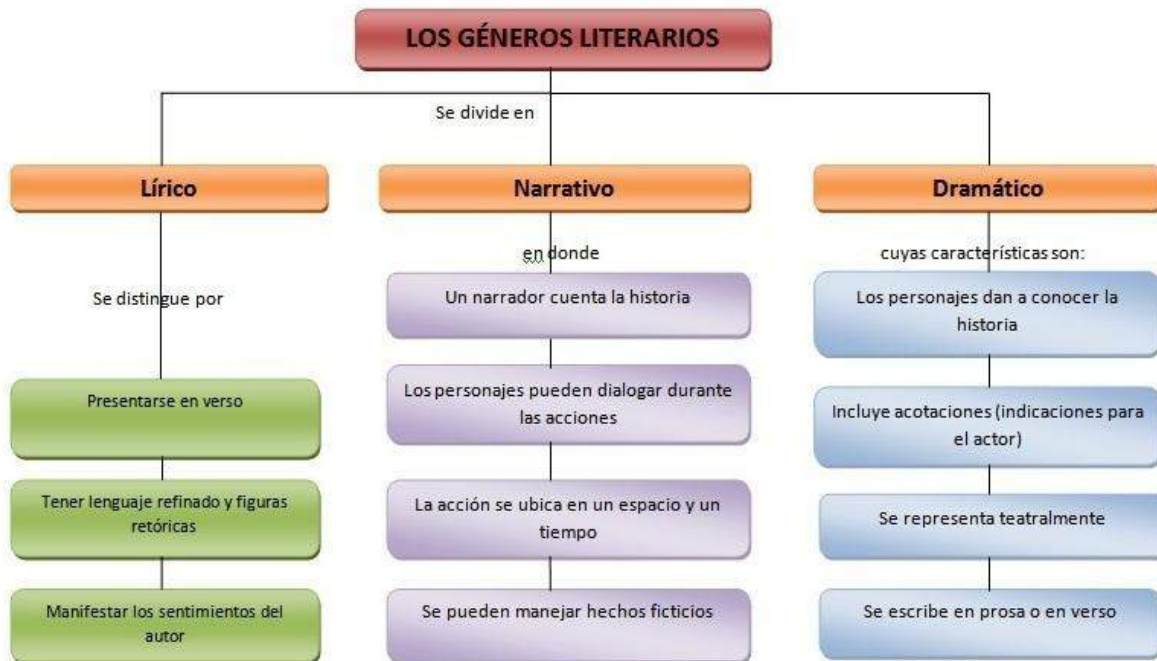 LOS GÉNEROS LITERARIOS
Se divide en
Lírico
Se distingue por
Presentarse en verso
Tener lenguaje refinado y figuras
retóricas
Manifestar los sentimientos del
autor
Narrativo
en donde
Un narrador cuenta la historia
Los personajes pueden dialogar durante
las acciones
La acción se ubica en un espacio y un
tiempo
Se pueden manejar hechos ficticios
Dramático
cuyas características son:
Los personajes dan a conocer la
historia
Incluye acotaciones (indicaciones para
el actor)
Se representa teatralmente
Se escribe en prosa o en verso